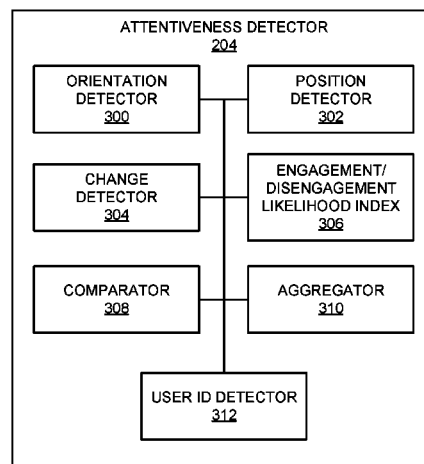 ATTENTIVENESS DETECTOR
204
ORIENTATION
DETECTOR
300
POSITION
DETECTOR
302
CHANGE
DETECTOR
304
ENGAGEMENT/
DISENGAGEMENT
LIKELIHOOD INDEX
306
COMPARATOR
308
AGGREGATOR
310
USER ID DETECTOR
312